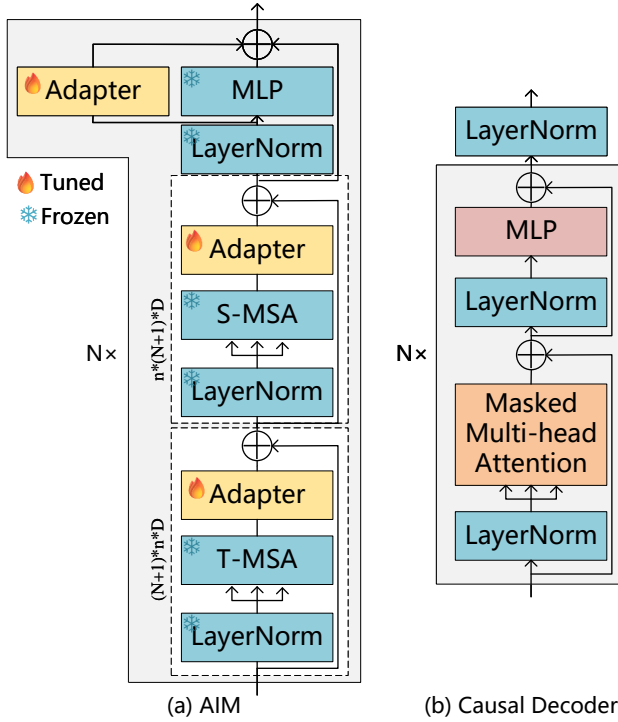 Adapter
MLP
LayerNorm
Tuned
Frozen
Adapter
S-MSA
LayerNorm
n*(N+1)*D
N×
Adapter
T-MSA
LayerNorm
(N+1)*n*D
(a) AIM
LayerNorm
MLP
LayerNorm
N×
Masked
Multi-head
Attention
LayerNorm
(b) Causal Decoder